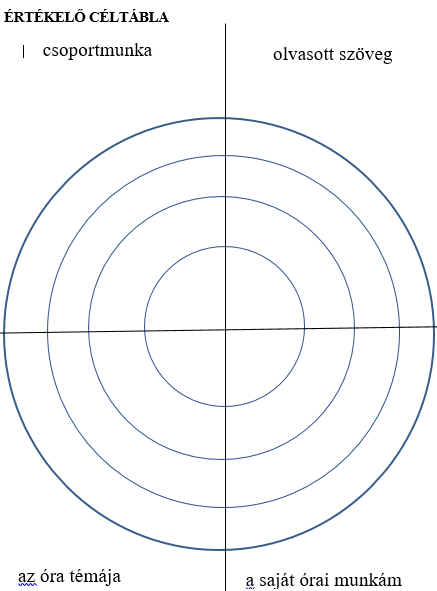 ÉRTÉKELŐ CÉLTÁBLA
csoportmunka
olvasott szöveg
az óra témája
a saját órai munkám